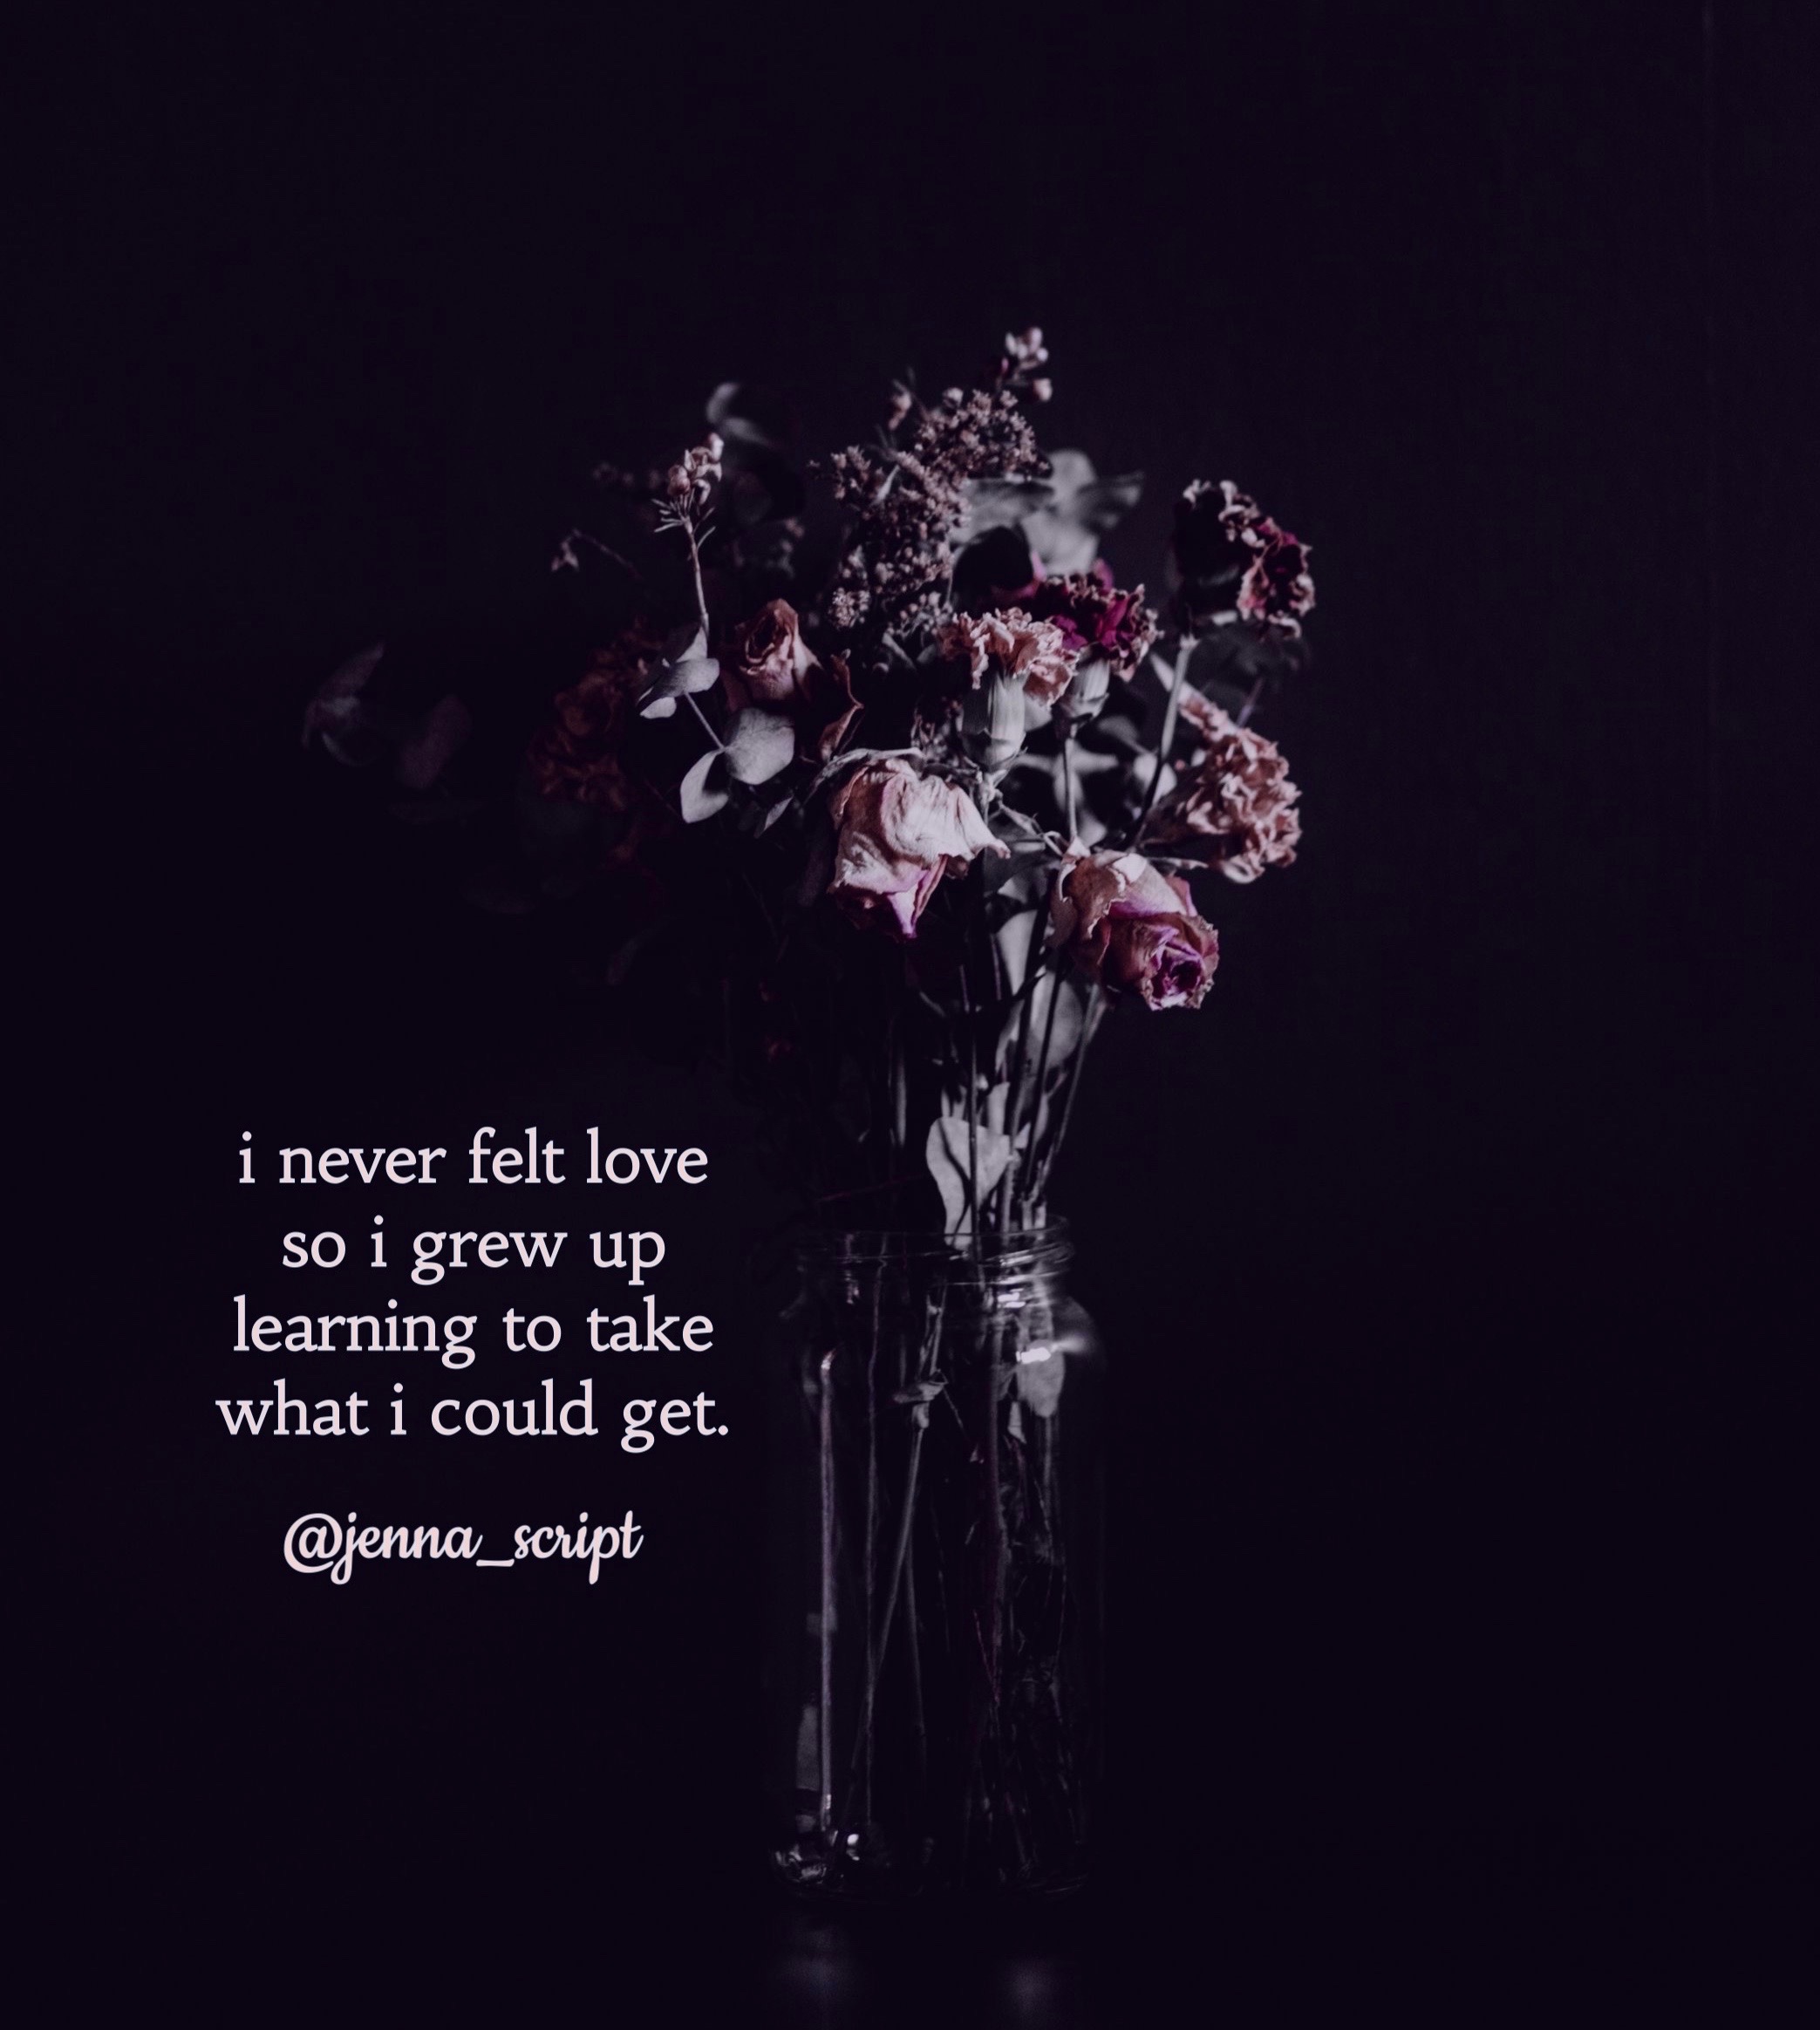 i never felt love
so i grew up
learning to take
what i could get.
@jenna_script